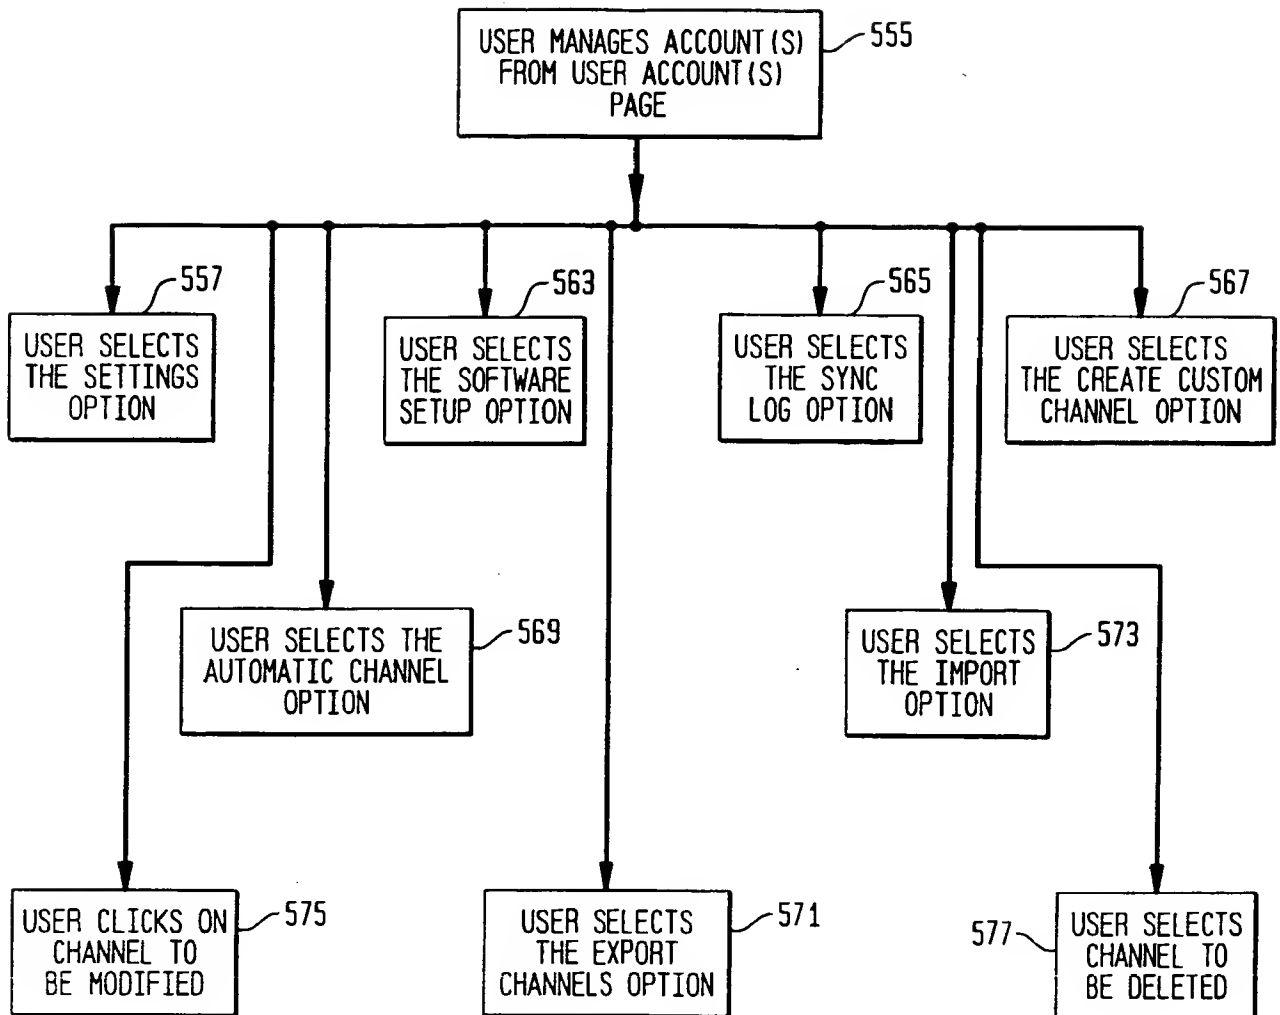 USER MANAGES ACCOUNT(S)
FROM USER ACCOUNT(S)
PAGE
555
557
USER SELECTS
THE SETTINGS
OPTION
563
USER SELECTS
THE SOFTWARE
SETUP OPTION
565
USER SELECTS
THE SYNC
LOG OPTION
567
USER SELECTS
THE CREATE CUSTOM
CHANNEL OPTION
569
USER SELECTS THE
AUTOMATIC CHANNEL
OPTION
573
USER SELECTS
THE IMPORT
OPTION
575
USER CLICKS ON
CHANNEL TO
BE MODIFIED
571
USER SELECTS
THE EXPORT
CHANNELS OPTION
577
USER SELECTS
CHANNEL TO
BE DELETED